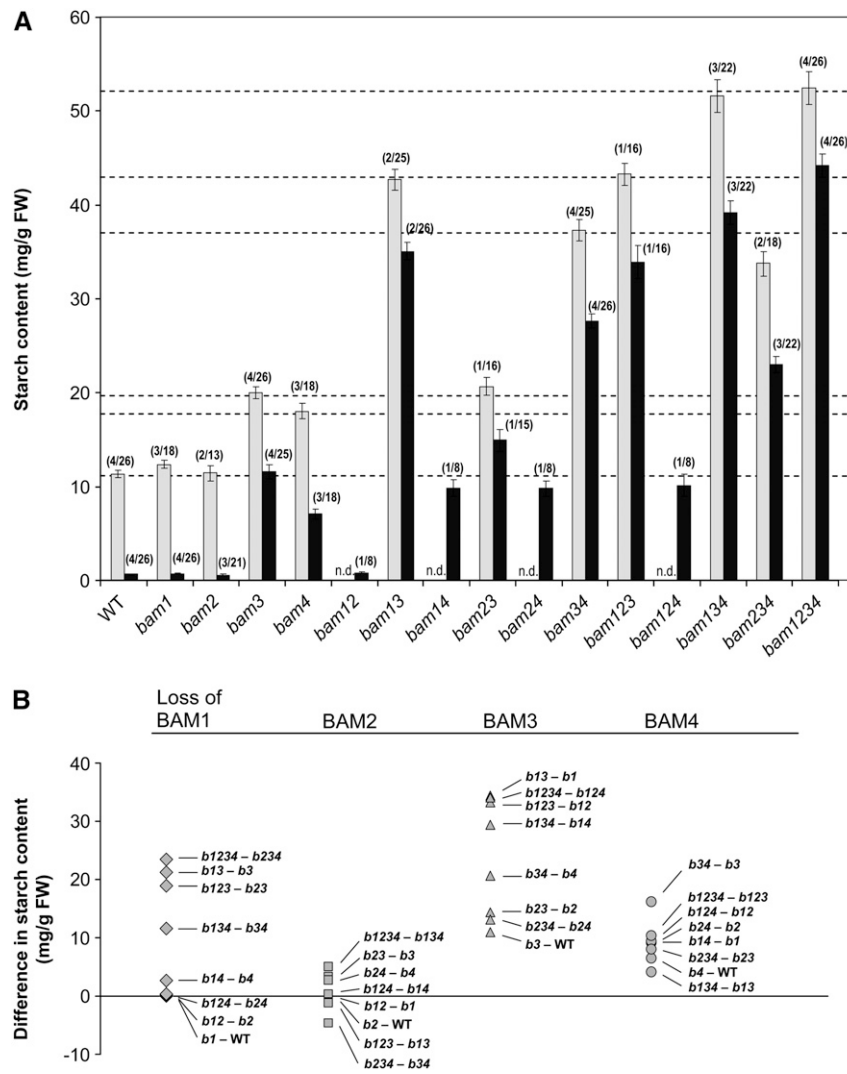 A
Starch content (mg/g FW)
60
50
40
30
20
10
0
(4/26)
(4/26)
(3/18)
(4/26)
(2/13)
(3/21)
(4/26)
(4/25)
(3/18)
(3/18)
n.d.
(1/8)
(2/25)
(2/26)
n.d.
(1/8)
(1/16)
(1/15)
n.d.
(1/8)
(4/25)
(4/26)
(1/16)
(1/16)
n.d.
(1/8)
(3/22)
(3/22)
(2/18)
(3/22)
(4/26)
(4/26)
WT
bam1
bam2
bam3
bam4
bam12
bam13
bam14
bam23
bam24
bam34
bam123
bam124
bam134
bam234
bam1234
B
Loss of
BAM1
BAM2
BAM3
BAM4
Difference in starch content
(mg/g FW)
40
30
20
10
0
-10
b1234 – b234
b13 – b3
b123 – b23
b134 – b34
b14 – b4
b124 – b24
b12 – b2
b1 – WT
b1234 – b134
b23 – b3
b24 – b4
b124 – b14
b12 – b1
b2 – WT
b123 – b13
b234 – b34
b13 – b1
b1234 – b124
b123 – b12
b134 – b14
b34 – b4
b23 – b2
b234 – b24
b3 – WT
b34 – b3
b1234 – b123
b124 – b12
b24 – b2
b14 – b1
b234 – b23
b4 – WT
b134 – b13